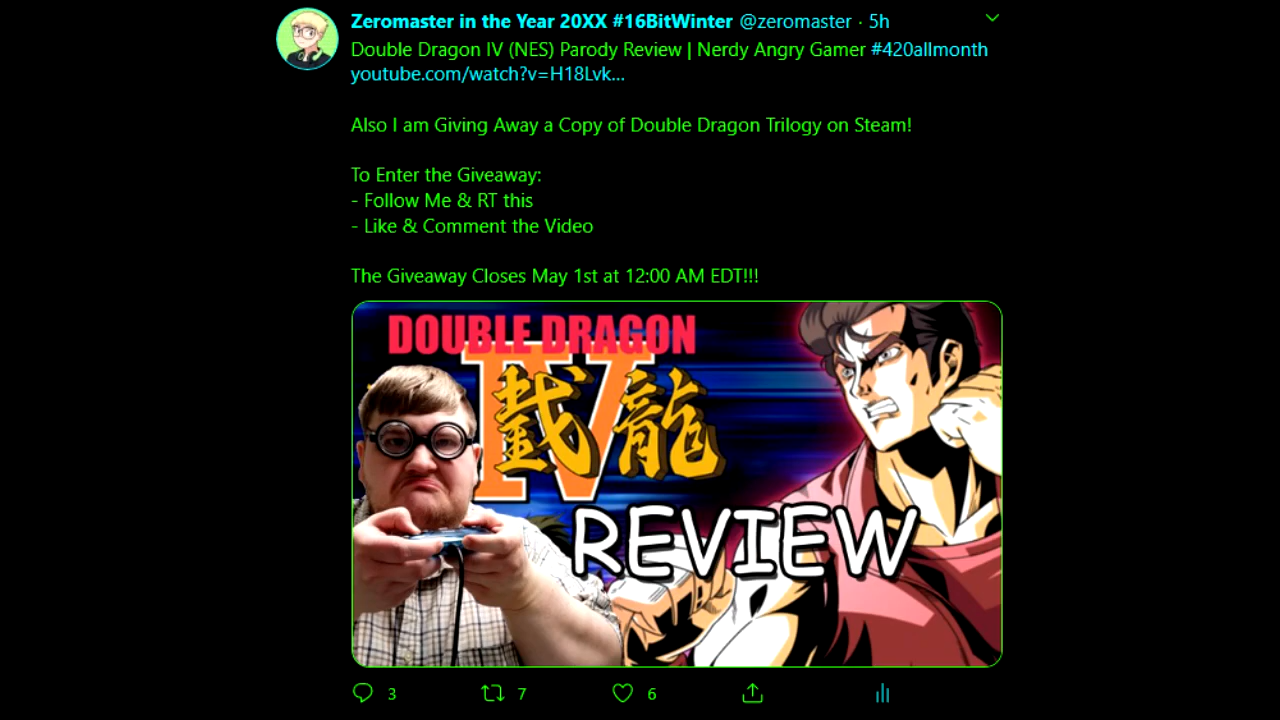 Zeromaster in the Year 20XX #16BitWinter @zeromaster · 5h
Double Dragon IV (NES) Parody Review | Nerdy Angry Gamer #420allmonth
youtube.com/watch?v=H18Lvk...
Also I am Giving Away a Copy of Double Dragon Trilogy on Steam!
To Enter the Giveaway:
- Follow Me & RT this
- Like & Comment the Video
The Giveaway Closes May 1st at 12:00 AM EDT!!!
DOUBLE DRAGON
IV
龍
REVIEW
3 7 6